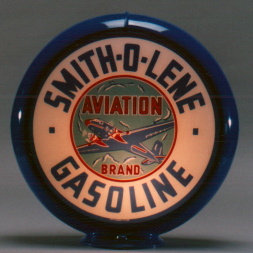 SMITH-O-LENE
AVIATION
BRAND
GASOLINE